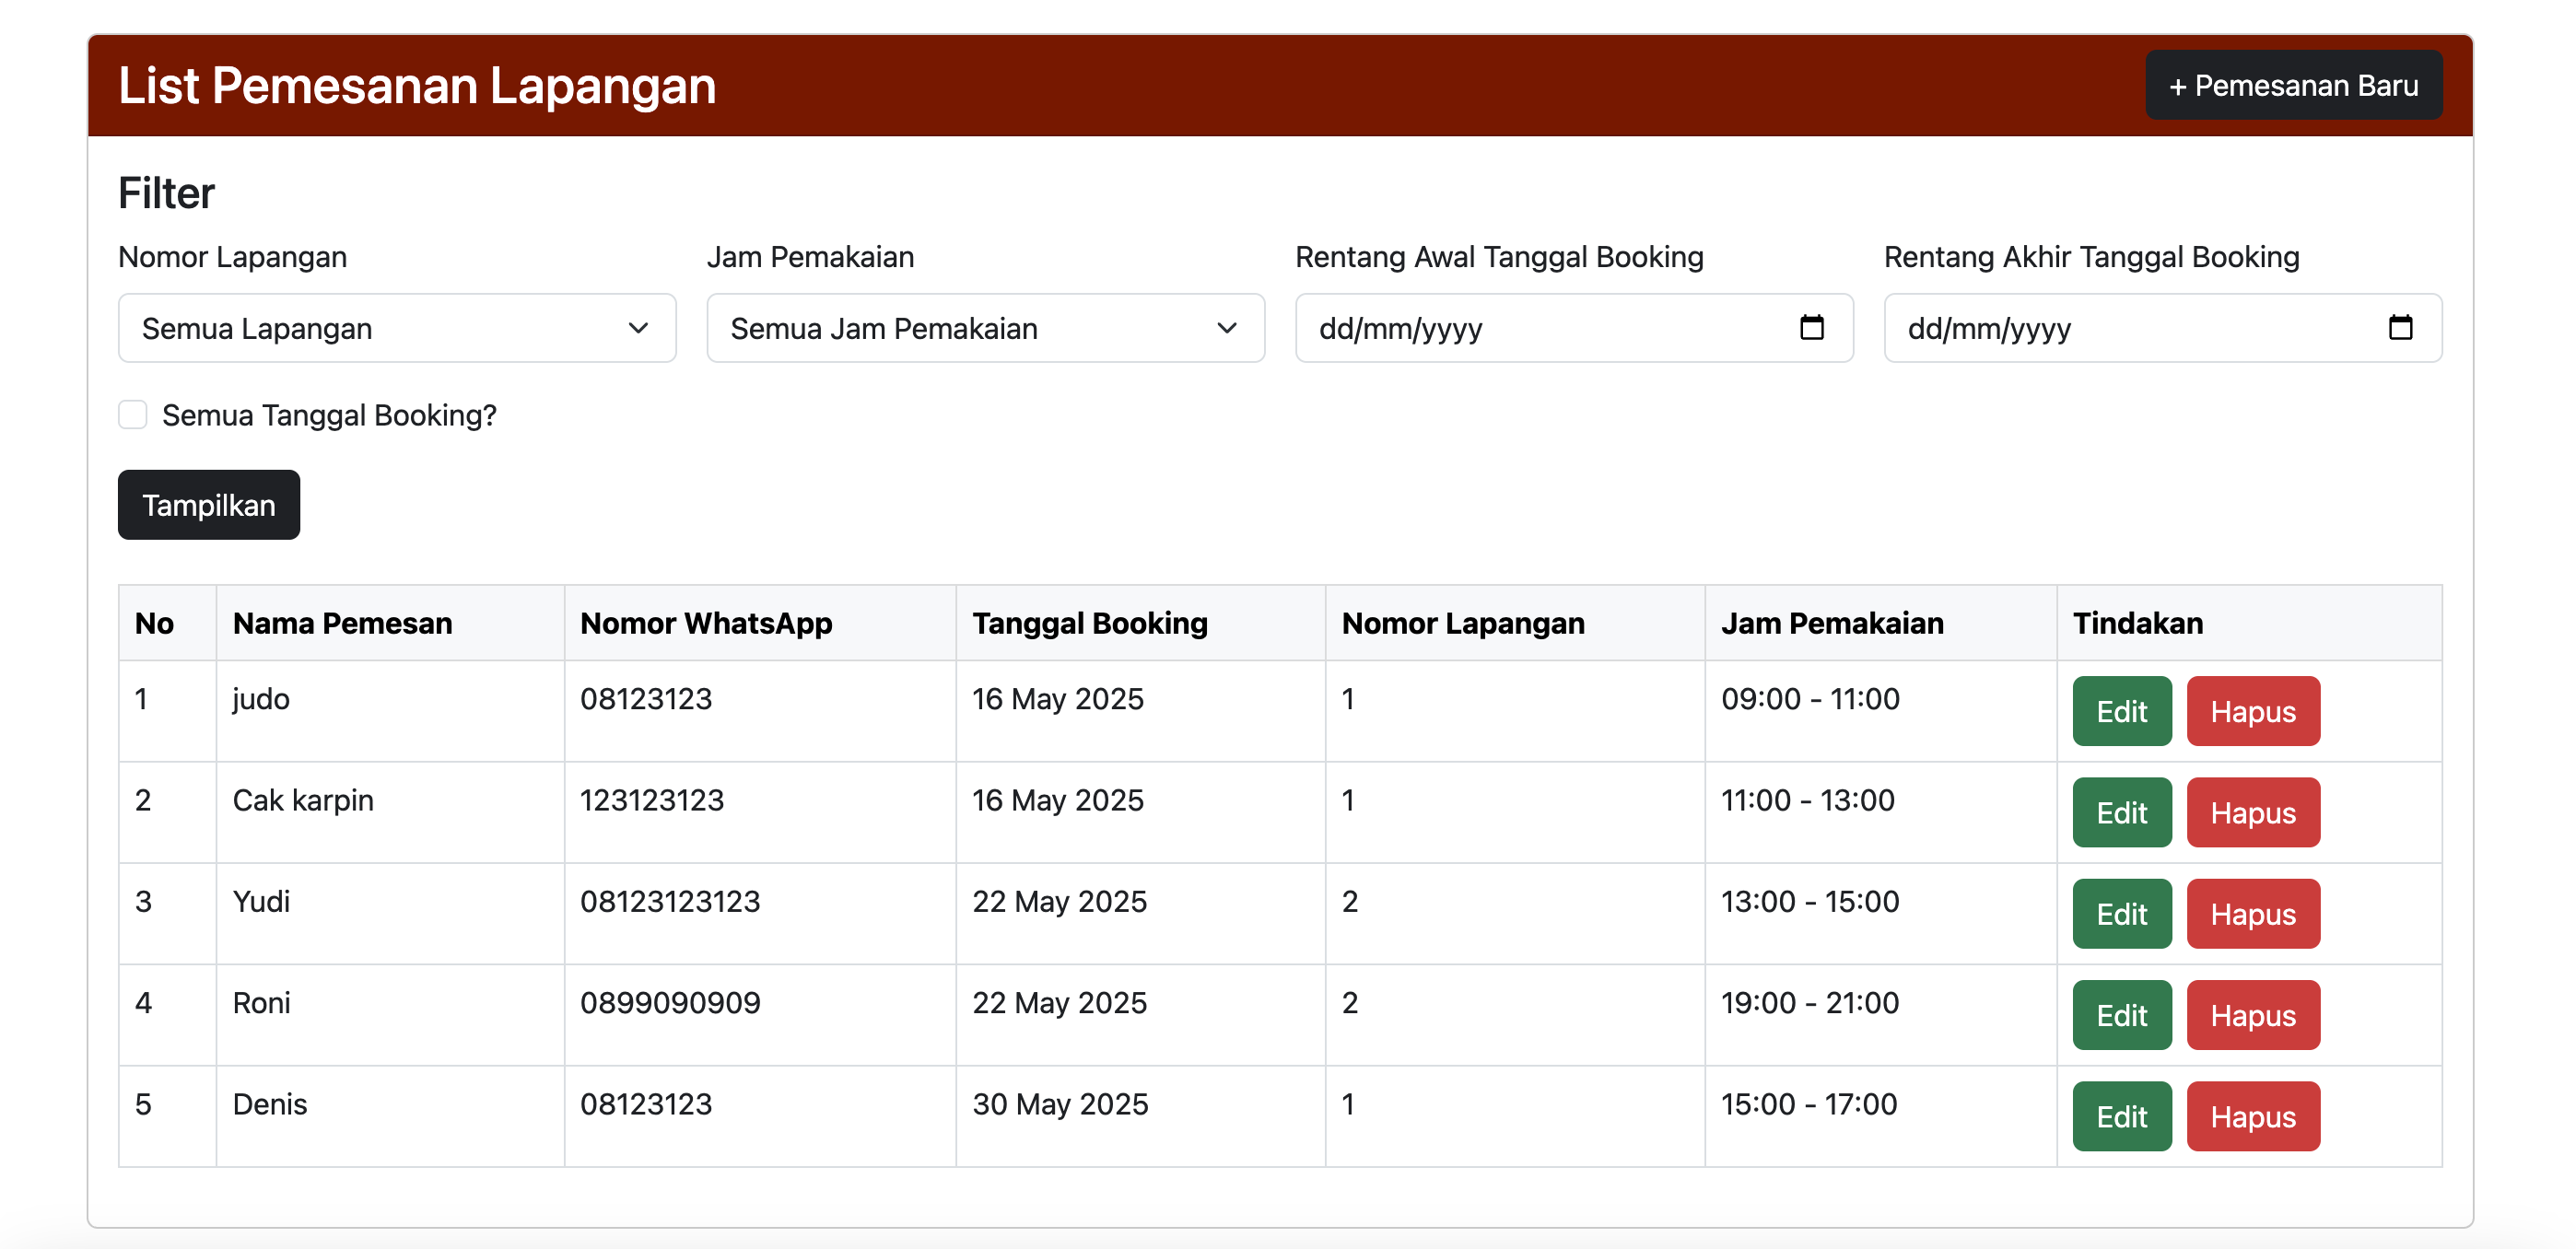 List Pemesanan Lapangan
+ Pemesanan Baru
Filter
Nomor Lapangan Jam Pemakaian Rentang Awal Tanggal Booking Rentang Akhir Tanggal Booking
Semua Lapangan Semua Jam Pemakaian dd/mm/yyyy dd/mm/yyyy
Semua Tanggal Booking?
Tampilkan
No Nama Pemesan Nomor WhatsApp Tanggal Booking Nomor Lapangan Jam Pemakaian Tindakan
1 judo 08123123 16 May 2025 1 09:00 - 11:00 Edit Hapus
2 Cak karpin 123123123 16 May 2025 1 11:00 - 13:00 Edit Hapus
3 Yudi 08123123123 22 May 2025 2 13:00 - 15:00 Edit Hapus
4 Roni 0899090909 22 May 2025 2 19:00 - 21:00 Edit Hapus
5 Denis 08123123 30 May 2025 1 15:00 - 17:00 Edit Hapus